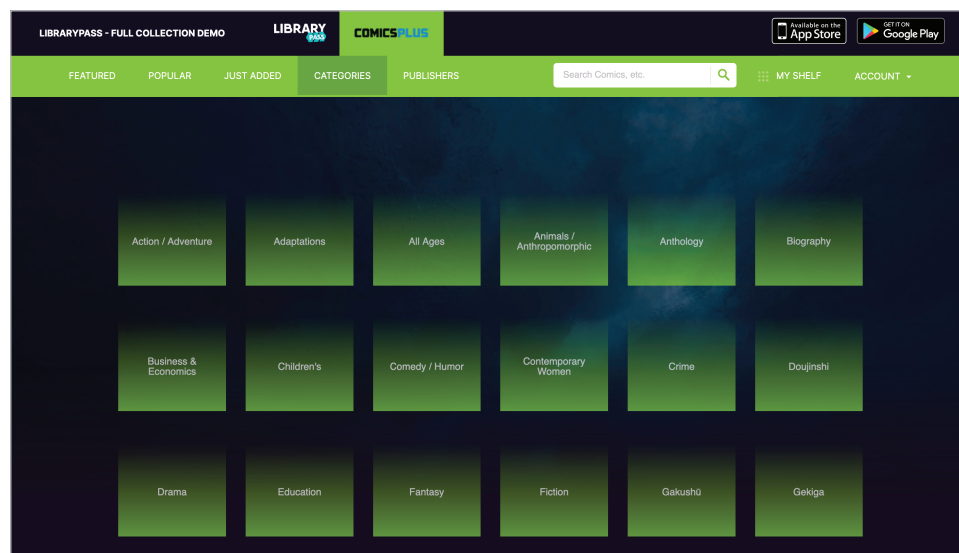 LIBRARYPASS - FULL COLLECTION DEMO
LIBRARY
PASS
COMICSPLUS
Available on the
App Store
GET IT ON
Google Play
FEATURED
POPULAR
JUST ADDED
CATEGORIES
PUBLISHERS
Search Comics, etc.
MY SHELF
ACCOUNT
Action / Adventure
Adaptations
All Ages
Animals /
Anthropomorphic
Anthology
Biography
Business &
Economics
Children's
Comedy / Humor
Contemporary
Women
Crime
Doujinshi
Drama
Education
Fantasy
Fiction
Gakushū
Gekiga